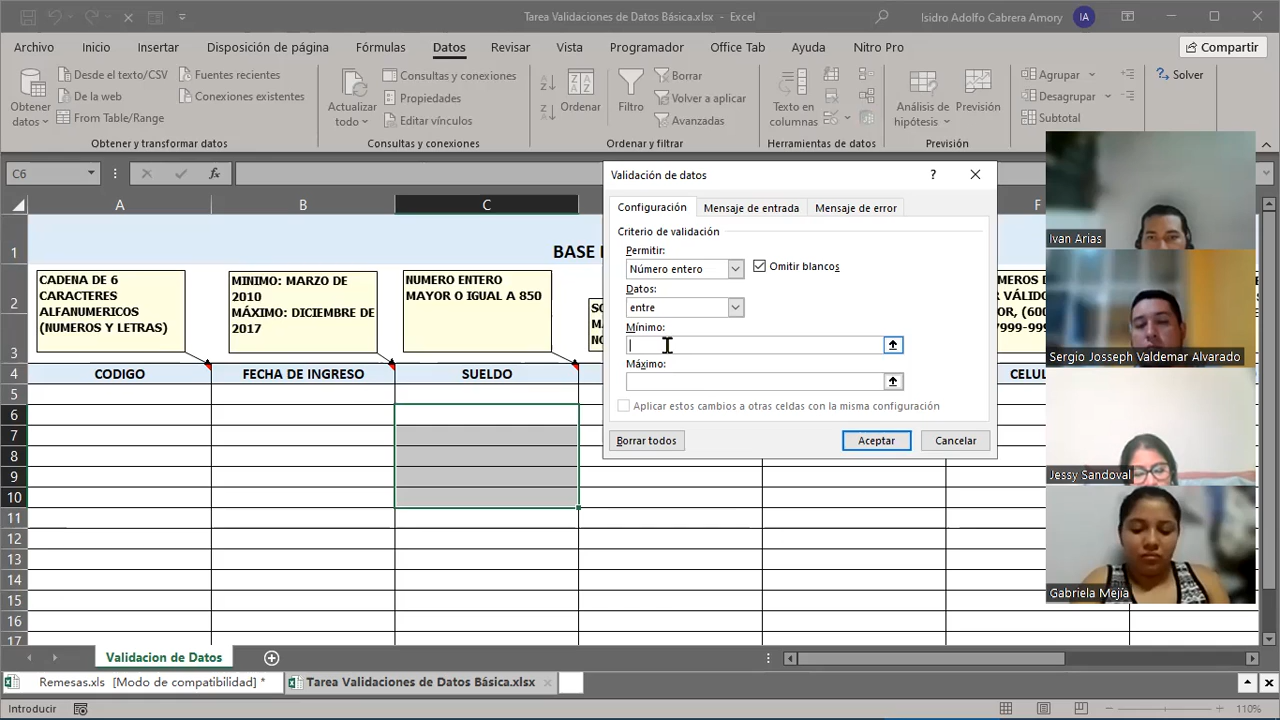 Tarea Validaciones de Datos Básica.xlsx - Excel
Isidro Adolfo Cabrera Amory
IA
Archivo Inicio Insertar Disposición de página Fórmulas Datos Revisar Vista Programador Office Tab Ayuda Nitro Pro Compartir
Obtener datos
Desde el texto/CSV
De la web
From Table/Range
Fuentes recientes
Conexiones existentes
Obtener y transformar datos
Actualizar todo
Consultas y conexiones
Propiedades
Editar vínculos
Consultas y conexiones
Ordenar
Filtro
Borrar
Volver a aplicar
Avanzadas
Ordenar y filtrar
Texto en columnas
Herramientas de datos
Análisis de hipótesis
Previsión
Previsión
Agrupar
Desagrupar
Subtotal
Solver
C6
fx
A B C F
1
BASE
2
3
CADENA DE 6
CARACTERES
ALFANUMERICOS
(NUMEROS Y LETRAS)
MINIMO: MARZO DE
2010
MÁXIMO: DICIEMBRE DE
2017
NUMERO ENTERO
MAYOR O IGUAL A 850
4 CODIGO FECHA DE INGRESO SUELDO CELU
5
6
7
8
9
10
11
12
13
14
15
16
17
Validación de datos
?
Configuración Mensaje de entrada Mensaje de error
Criterio de validación
Permitir:
Número entero
Omitir blancos
Datos:
entre
Mínimo:
Máximo:
Aplicar estos cambios a otras celdas con la misma configuración
Borrar todos Aceptar Cancelar
Ivan Arias
Sergio Josseph Valdemar Alvarado
Jessy Sandoval
Gabriela Mejía
Validacion de Datos
Remesas.xls [Modo de compatibilidad] *
Tarea Validaciones de Datos Básica.xlsx
Introducir
110%